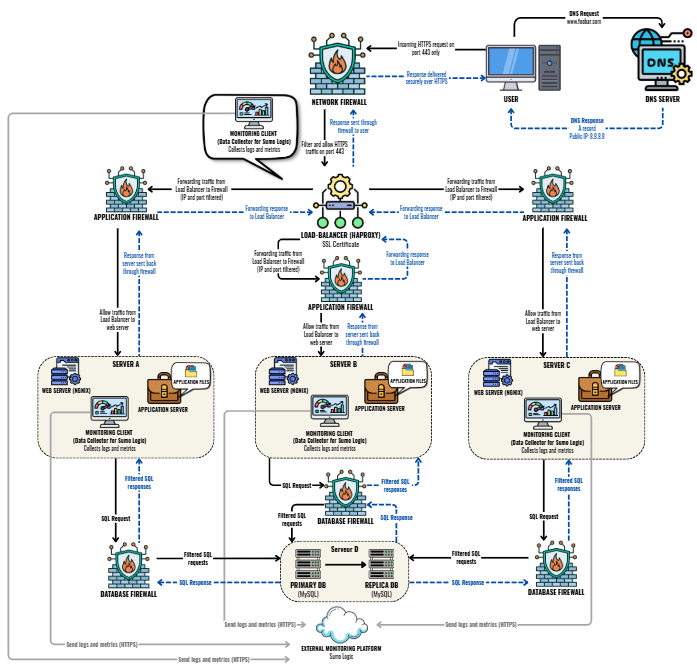 DNS Request
www.foobar.com
Incoming HTTPS request on
port 443 only
DNS
Response delivered
securely over HTTPS
NETWORK FIREWALL
USER
DNS SERVER
DNS Response
A record
Public IP: 8.8.8.8
MONITORING CLIENT
(Data Collector for Sumo Logic)
Collects logs and metrics
Response sent through
firewall to user
Filter and allow HTTPS
traffic on port 443
Forwarding traffic from
Load Balancer to Firewall
(IP and port filtered)
Forwarding traffic from
Load Balancer to Firewall
(IP and port filtered)
APPLICATION FIREWALL
Forwarding response
to Load Balancer
Forwarding response
to Load Balancer
APPLICATION FIREWALL
LOAD-BALANCER (HAPROXY)
SSL Certificate
Forwarding traffic from
Load Balancer to Firewall
(IP and port filtered)
Forwarding response
to Load Balancer
Response from
server sent back
through firewall
Response from
server sent back
through firewall
APPLICATION FIREWALL
Allow traffic from
Load Balancer to
web server
Allow traffic from
Load Balancer to
web server
Response from
server sent back
through firewall
Allow traffic from
Load Balancer to
web server
SERVER A
WEB SERVER (NGNIX)
APPLICATION FILES
APPLICATION SERVER
MONITORING CLIENT
(Data Collector for Sumo Logic)
Collects logs and metrics
SERVER B
WEB SERVER (NGNIX)
APPLICATION FILES
APPLICATION SERVER
MONITORING CLIENT
(Data Collector for Sumo Logic)
Collects logs and metrics
SERVER C
WEB SERVER (NGNIX)
APPLICATION FILES
APPLICATION SERVER
MONITORING CLIENT
(Data Collector for Sumo Logic)
Collects logs and metrics
Filtered SQL
responses
SQL Request
SQL Request
Filtered SQL
responses
DATABASE FIREWALL
Filtered SQL
requests
SQL Response
Filtered SQL
responses
SQL Request
Filtered SQL
requests
SQL Response
DATABASE FIREWALL
Serveur D
PRIMARY DB
(MySQL)
REPLICA DB
(MySQL)
Filtered SQL
requests
SQL Response
DATABASE FIREWALL
Send logs and metrics (HTTPS)
Send logs and metrics (HTTPS)
Send logs and metrics (HTTPS)
Send logs and metrics (HTTPS)
EXTERNAL MONITORING PLATFORM
Sumo Logic